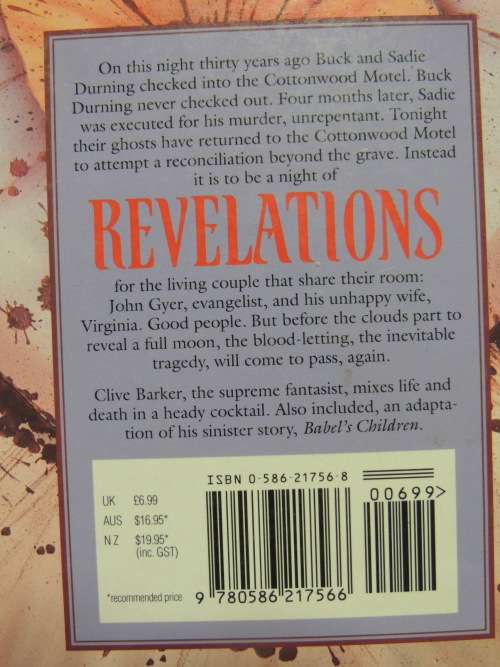 On this night thirty years ago Buck and Sadie
Durning checked into the Cottonwood Motel. Buck
Durning never checked out. Four months later, Sadie
was executed for his murder, unrepentant. Tonight
their ghosts have returned to the Cottonwood Motel
to attempt a reconciliation beyond the grave. Instead
it is to be a night of
REVELATIONS
for the living couple that share their room:
John Gyer, evangelist, and his unhappy wife,
Virginia. Good people. But before the clouds part to
reveal a full moon, the blood-letting, the inevitable
tragedy, will come to pass, again.
Clive Barker, the supreme fantasist, mixes life and
death in a heady cocktail. Also included, an adapta-
tion of his sinister story, Babel's Children.
ISBN 0-586-21756-8
00699>
UK £6.99
AUS $16.95*
NZ $19.95*
(inc. GST)
*recommended price
9 780586 217566